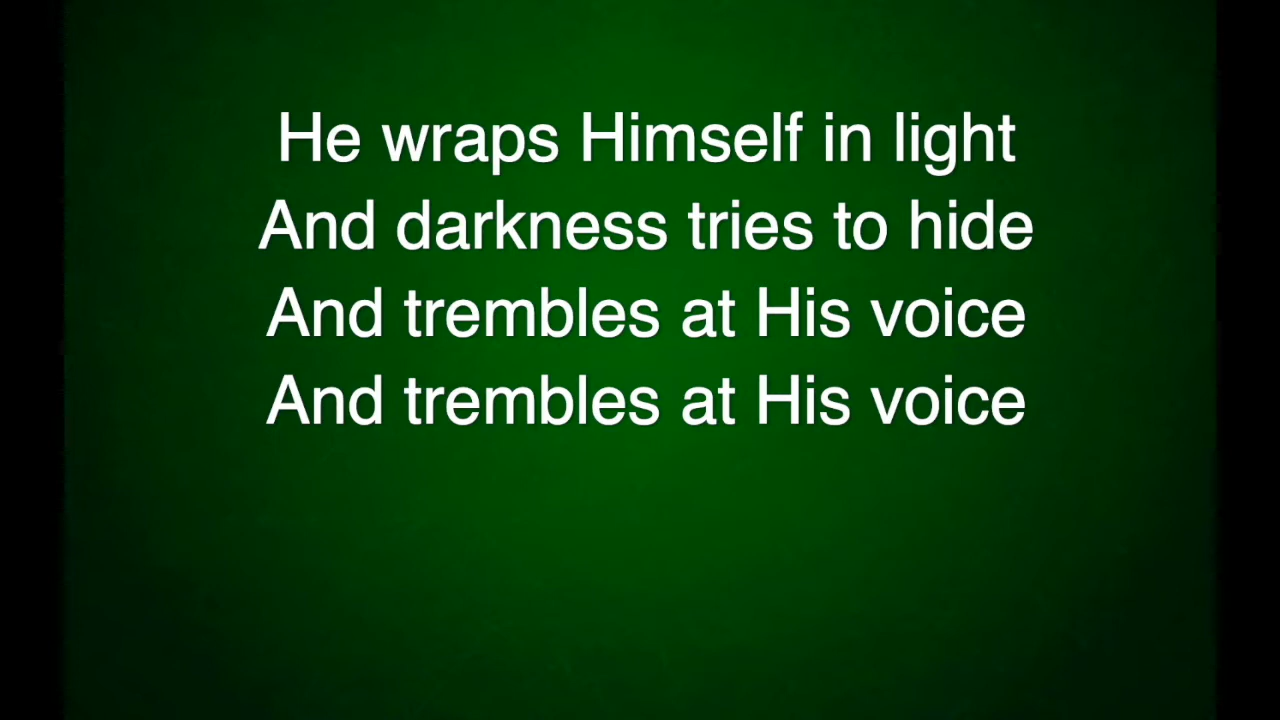 He wraps Himself in light
And darkness tries to hide
And trembles at His voice
And trembles at His voice